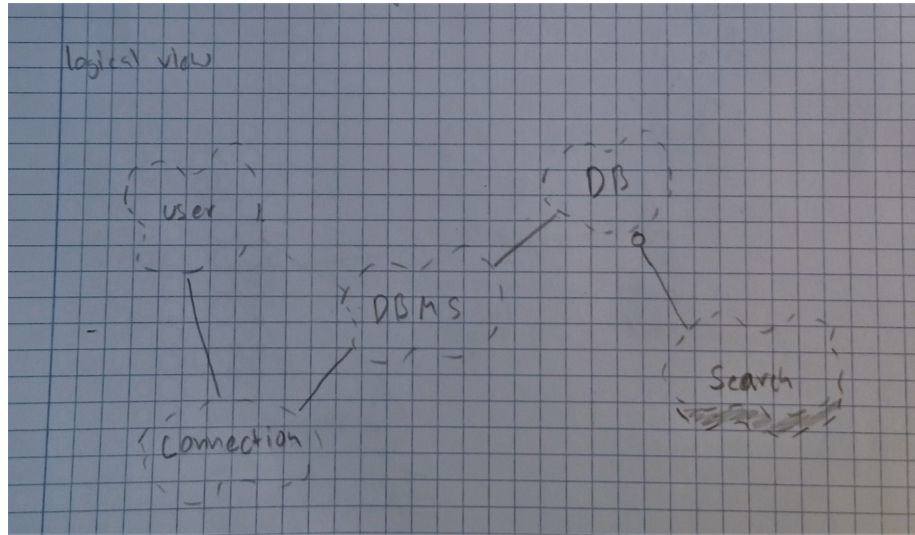 logical view
user
DB
DBMS
Search
Connection